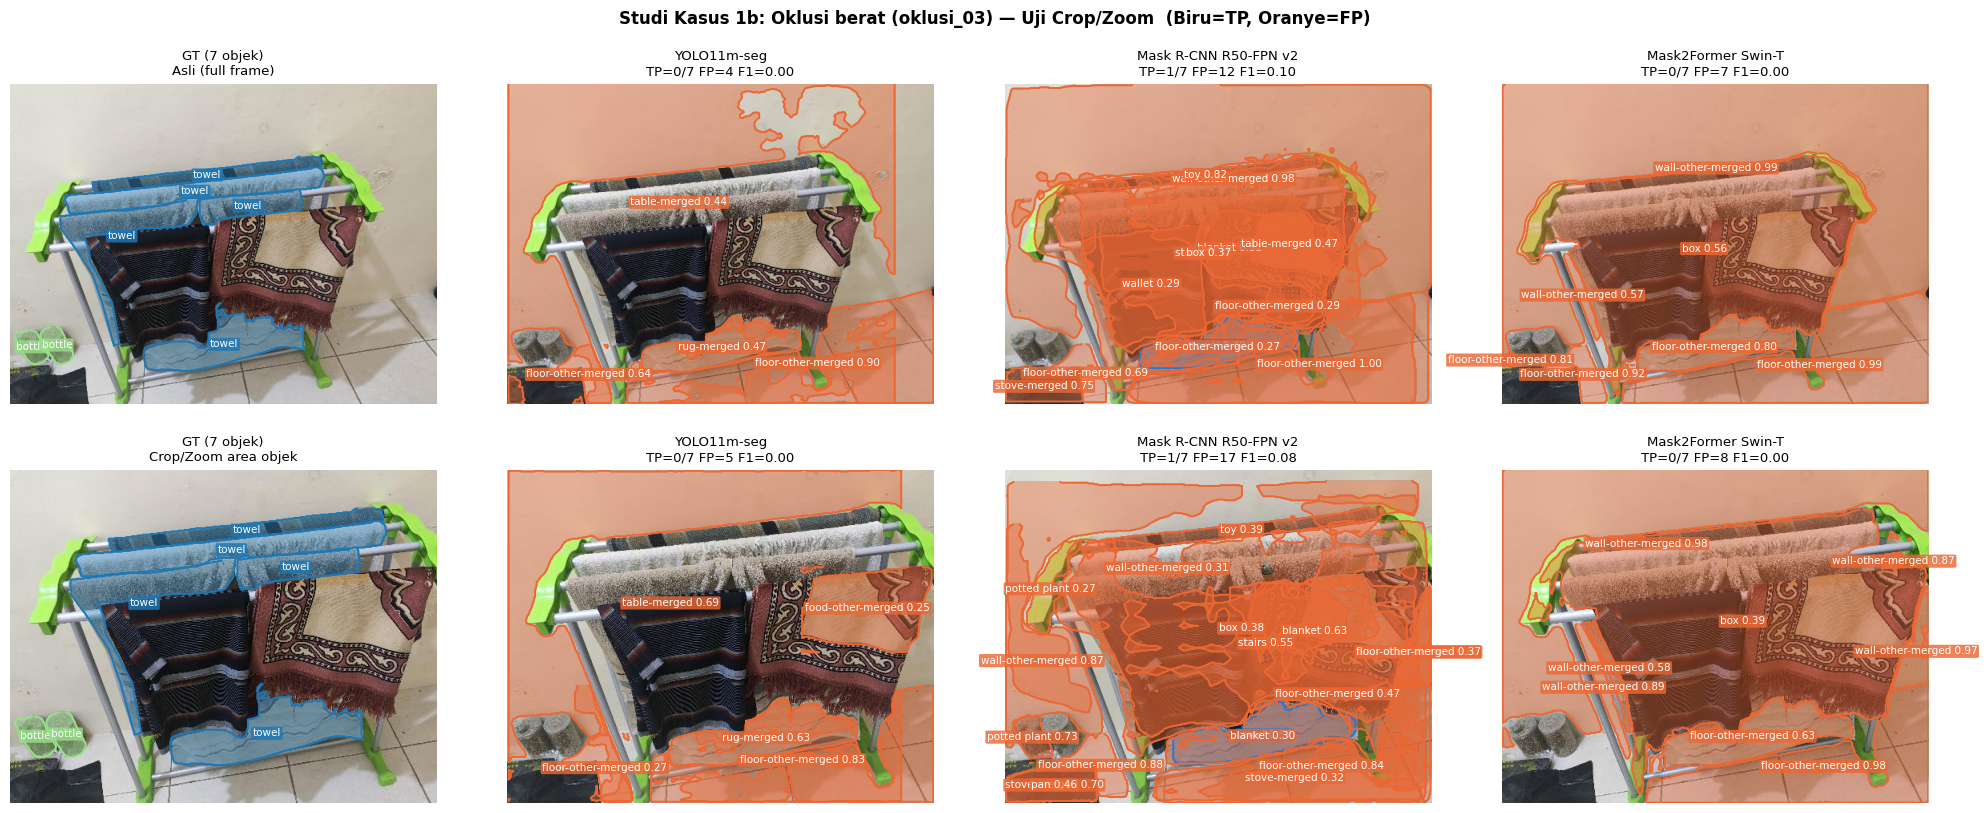 Studi Kasus 1b: Oklusi berat (oklusi_03) — Uji Crop/Zoom  (Biru=TP, Oranye=FP)
GT (7 objek)
Asli (full frame)
towel
towel
towel
towel
bottle
towel
YOLO11m-seg
TP=0/7 FP=4 F1=0.00
table-merged 0.44
rug-merged 0.47
floor-other-merged 0.90
floor-other-merged 0.64
Mask R-CNN R50-FPN v2
TP=1/7 FP=12 F1=0.10
toy 0.82
wall-other-merged 0.98
table-merged 0.47
box 0.37
wallet 0.29
floor-other-merged 0.29
floor-other-merged 0.27
floor-other-merged 1.00
floor-other-merged 0.69
stove-merged 0.75
Mask2Former Swin-T
TP=0/7 FP=7 F1=0.00
wall-other-merged 0.99
box 0.56
wall-other-merged 0.57
floor-other-merged 0.80
floor-other-merged 0.81
floor-other-merged 0.99
floor-other-merged 0.92
GT (7 objek)
Crop/Zoom area objek
towel
towel
towel
towel
bottle
bottle
towel
YOLO11m-seg
TP=0/7 FP=5 F1=0.00
table-merged 0.69
food-other-merged 0.25
rug-merged 0.63
floor-other-merged 0.83
floor-other-merged 0.27
Mask R-CNN R50-FPN v2
TP=1/7 FP=17 F1=0.08
toy 0.39
wall-other-merged 0.31
potted plant 0.27
box 0.38
blanket 0.63
stairs 0.55
floor-other-merged 0.37
wall-other-merged 0.87
floor-other-merged 0.47
potted plant 0.73
blanket 0.30
floor-other-merged 0.88
floor-other-merged 0.84
stove-merged 0.32
pan 0.46
0.70
Mask2Former Swin-T
TP=0/7 FP=8 F1=0.00
wall-other-merged 0.98
wall-other-merged 0.87
box 0.39
wall-other-merged 0.97
wall-other-merged 0.58
wall-other-merged 0.89
floor-other-merged 0.63
floor-other-merged 0.98